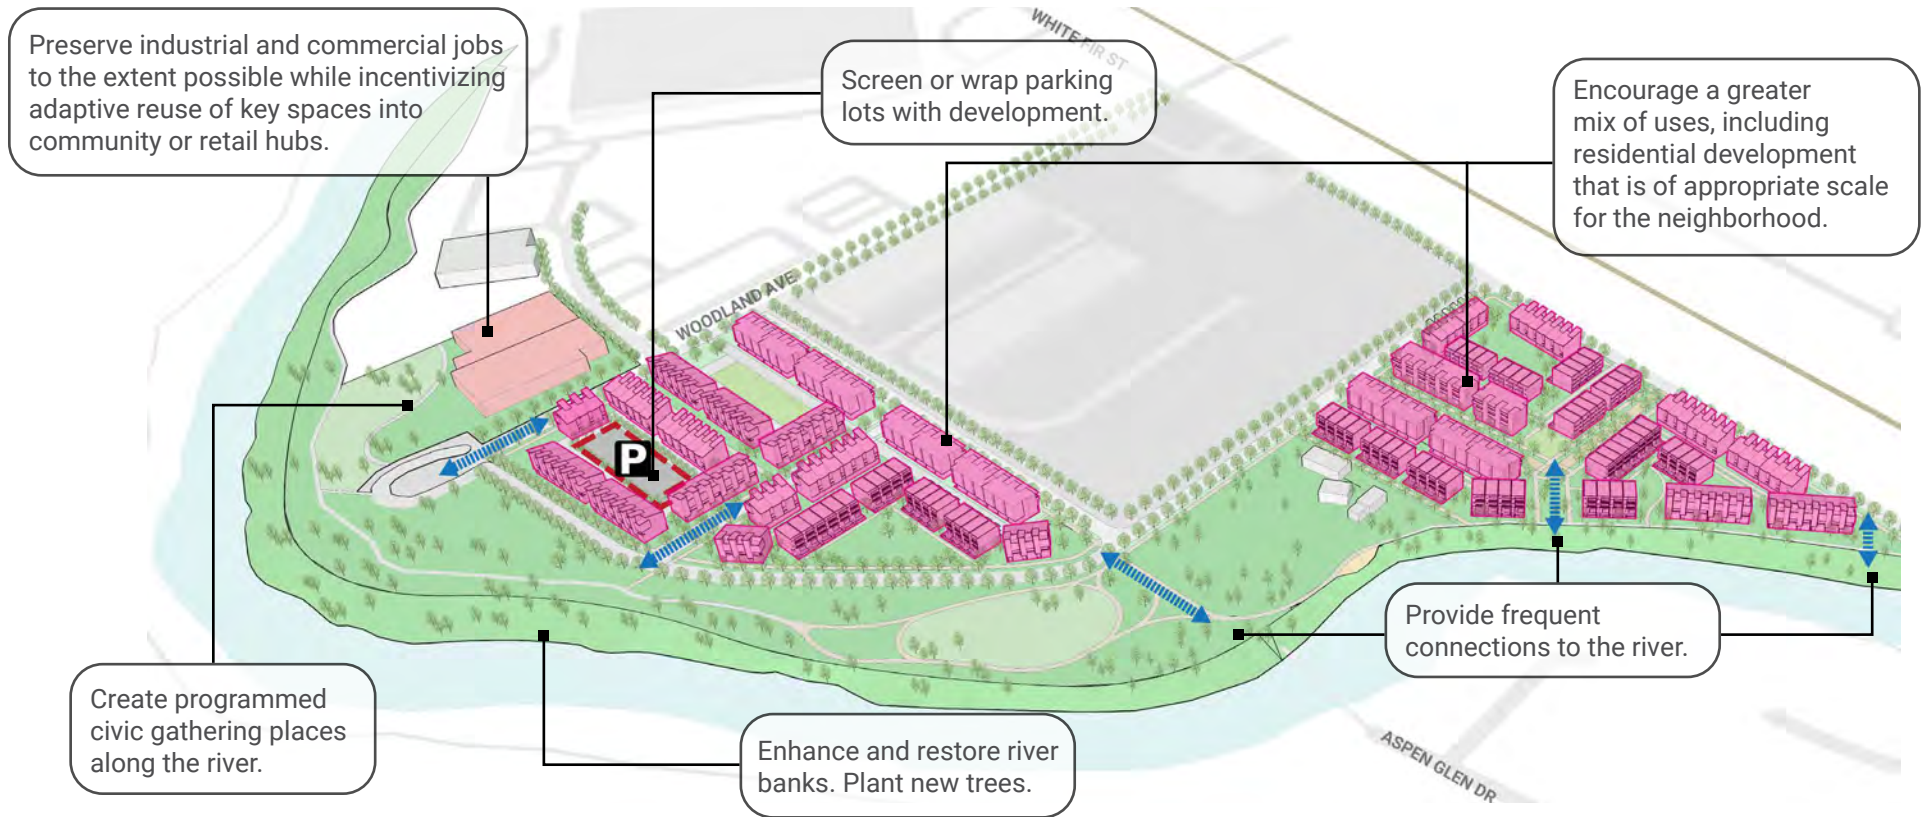 Preserve industrial and commercial jobs
to the extent possible while incentivizing
adaptive reuse of key spaces into
community or retail hubs.
WHITE FIR ST
Screen or wrap parking
lots with development.
Encourage a greater
mix of uses, including
residential development
that is of appropriate scale
for the neighborhood.
WOODLAND AVE
P
Provide frequent
connections to the river.
Create programmed
civic gathering places
along the river.
Enhance and restore river
banks. Plant new trees.
ASPEN GLEN DR